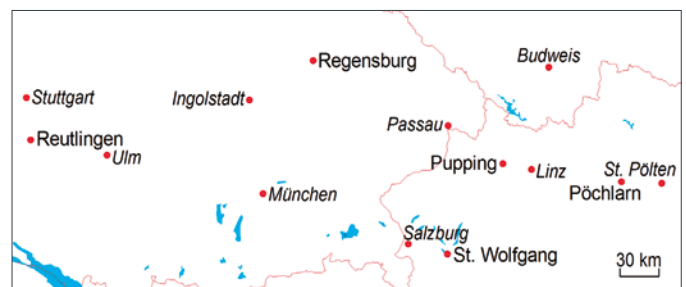 Budweis
Regensburg
Stuttgart
Ingolstadt
Passau
Reutlingen
Ulm
Pupping
Linz
St. Pölten
Pöchlarn
München
Salzburg
St. Wolfgang
30 km